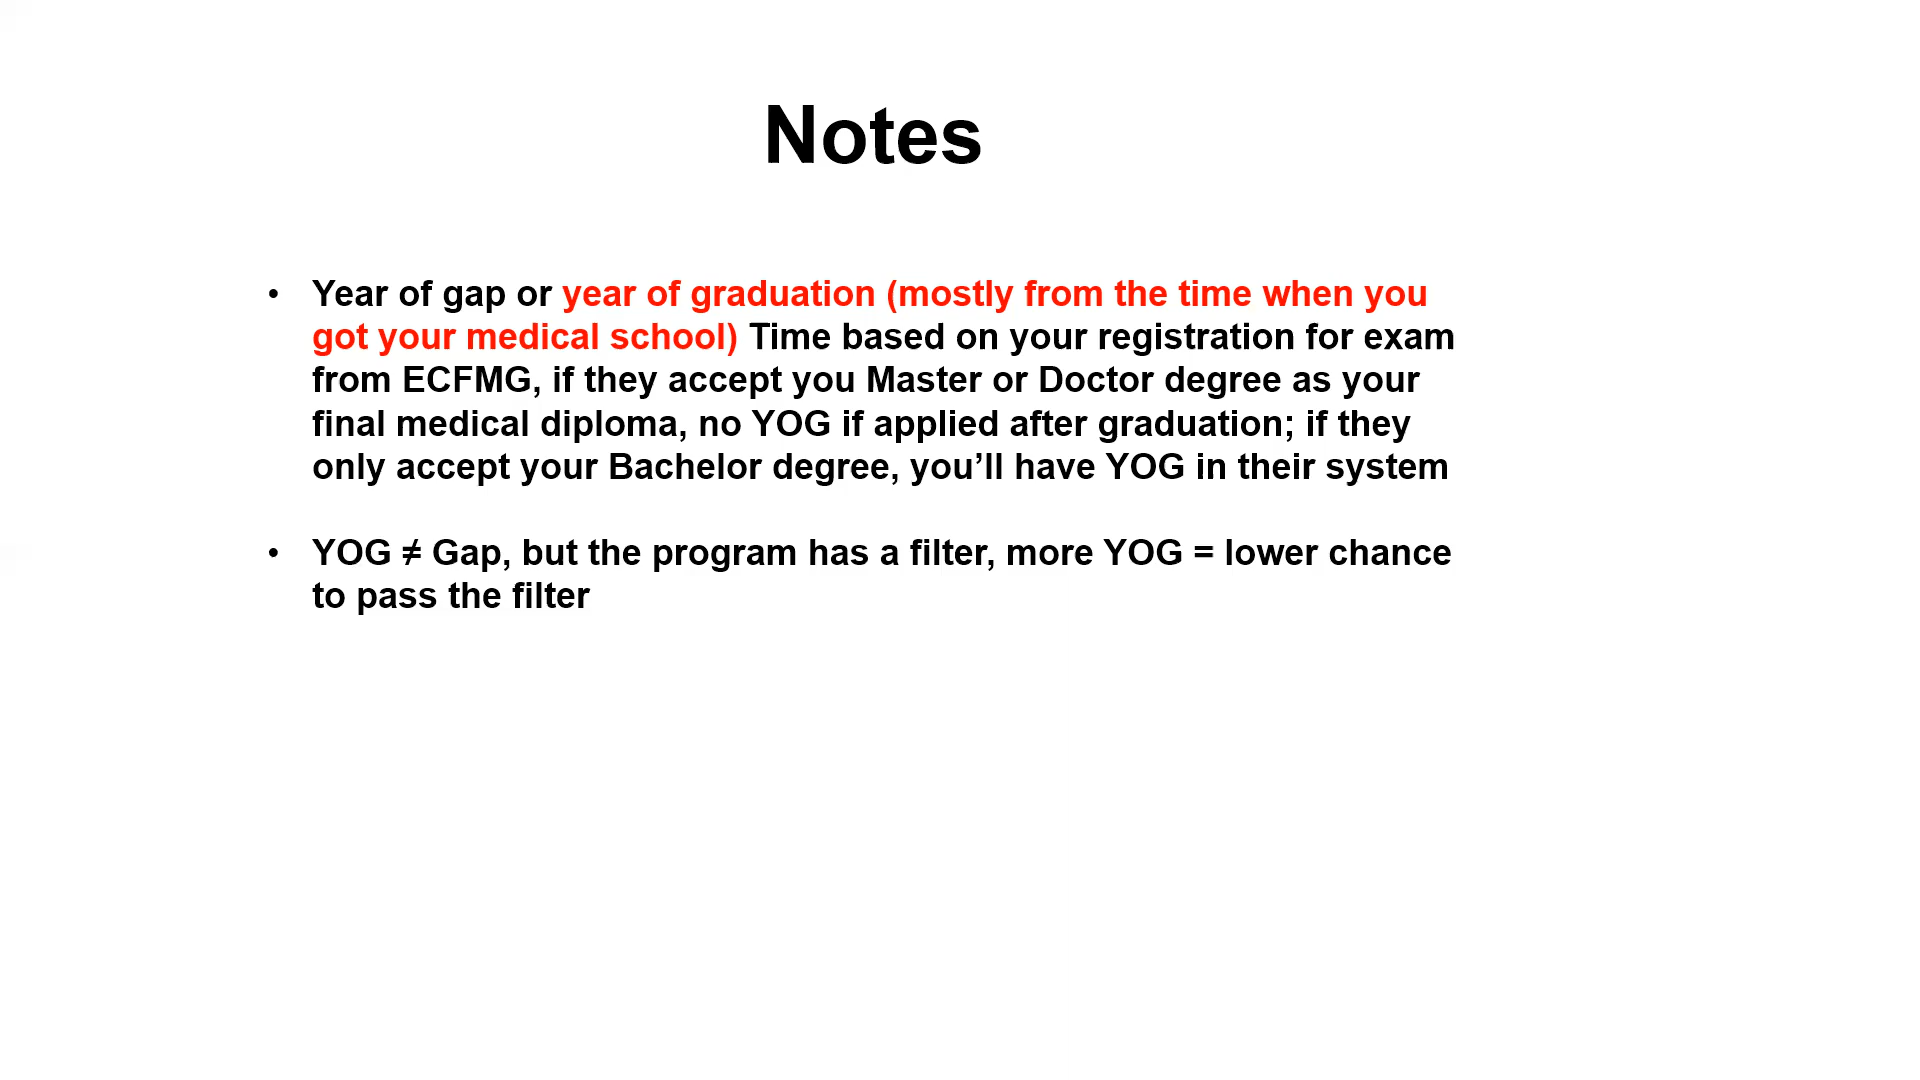 Notes
• Year of gap or year of graduation (mostly from the time when you
got your medical school) Time based on your registration for exam
from ECFMG, if they accept you Master or Doctor degree as your
final medical diploma, no YOG if applied after graduation; if they
only accept your Bachelor degree, you’ll have YOG in their system
• YOG ≠ Gap, but the program has a filter, more YOG = lower chance
to pass the filter